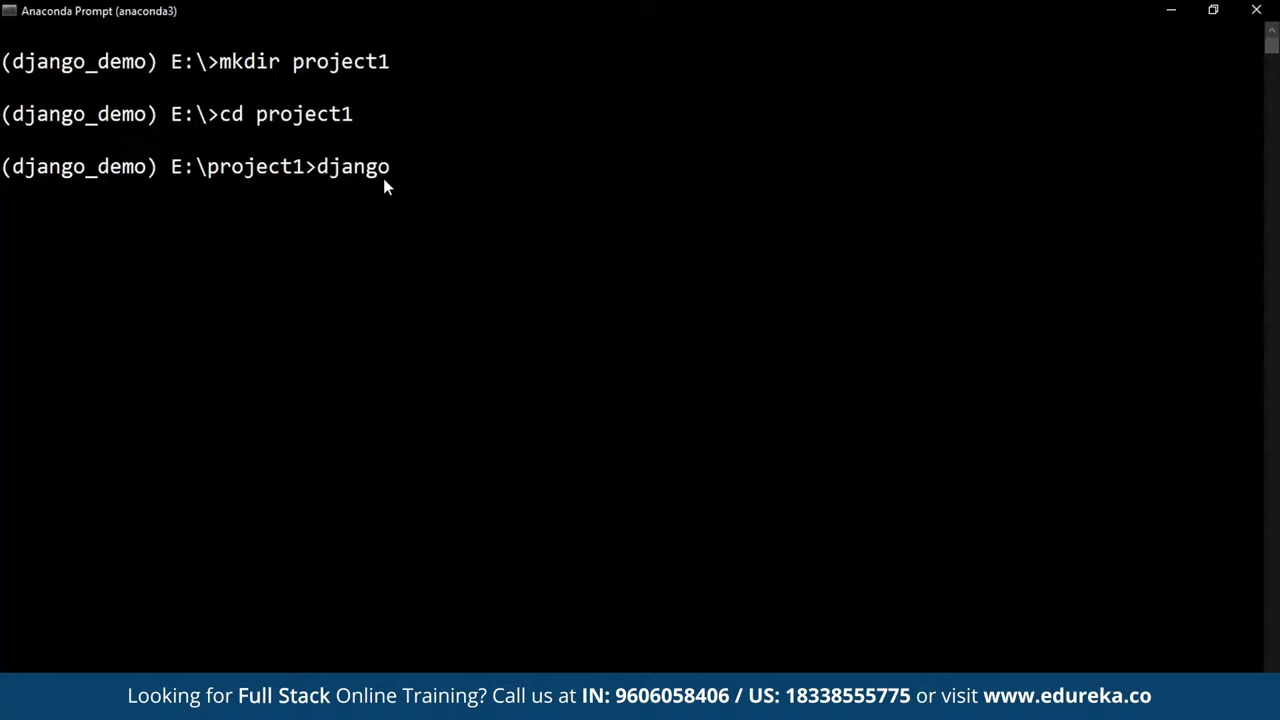 Anaconda Prompt (anaconda3)
(django_demo) E:\>mkdir project1
(django_demo) E:\>cd project1
(django_demo) E:\project1>django
Looking for Full Stack Online Training? Call us at IN: 9606058406 / US: 18338555775 or visit www.edureka.co